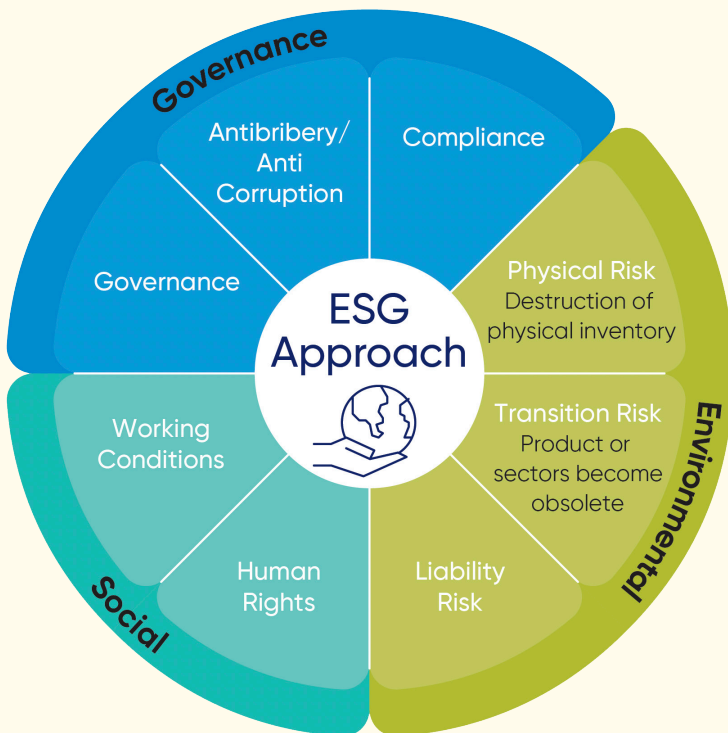 Governance
Antibribery/
Anti
Corruption
Compliance
Governance
Physical Risk
Destruction of
physical inventory
ESG
Approach
Working
Conditions
Transition Risk
Product or
sectors become
obsolete
Environmental
Human
Rights
Liability
Risk
Social